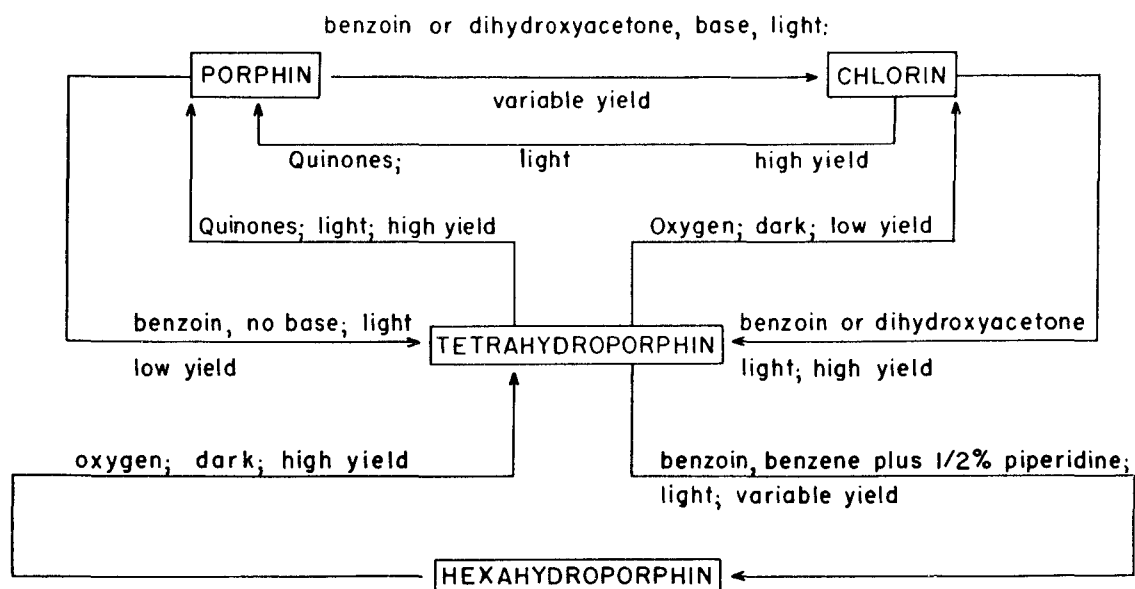 benzoin or dihydroxyacetone, base, light:
PORPHIN
CHLORIN
variable yield
Quinones; light high yield
Quinones; light; high yield
Oxygen; dark; low yield
benzoin, no base; light
low yield
TETRAHYDROPORPHIN
benzoin or dihydroxyacetone
light; high yield
oxygen; dark; high yield
benzoin, benzene plus 1/2% piperidine;
light; variable yield
HEXAHYDROPORPHIN